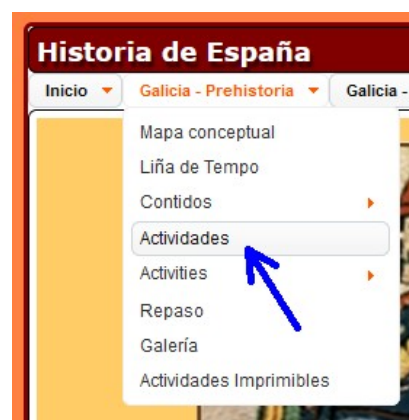 Historia de España
Inicio Galicia - Prehistoria Galicia -
Mapa conceptual
Liña de Tempo
Contidos
Actividades
Activities
Repaso
Galería
Actividades Imprimibles